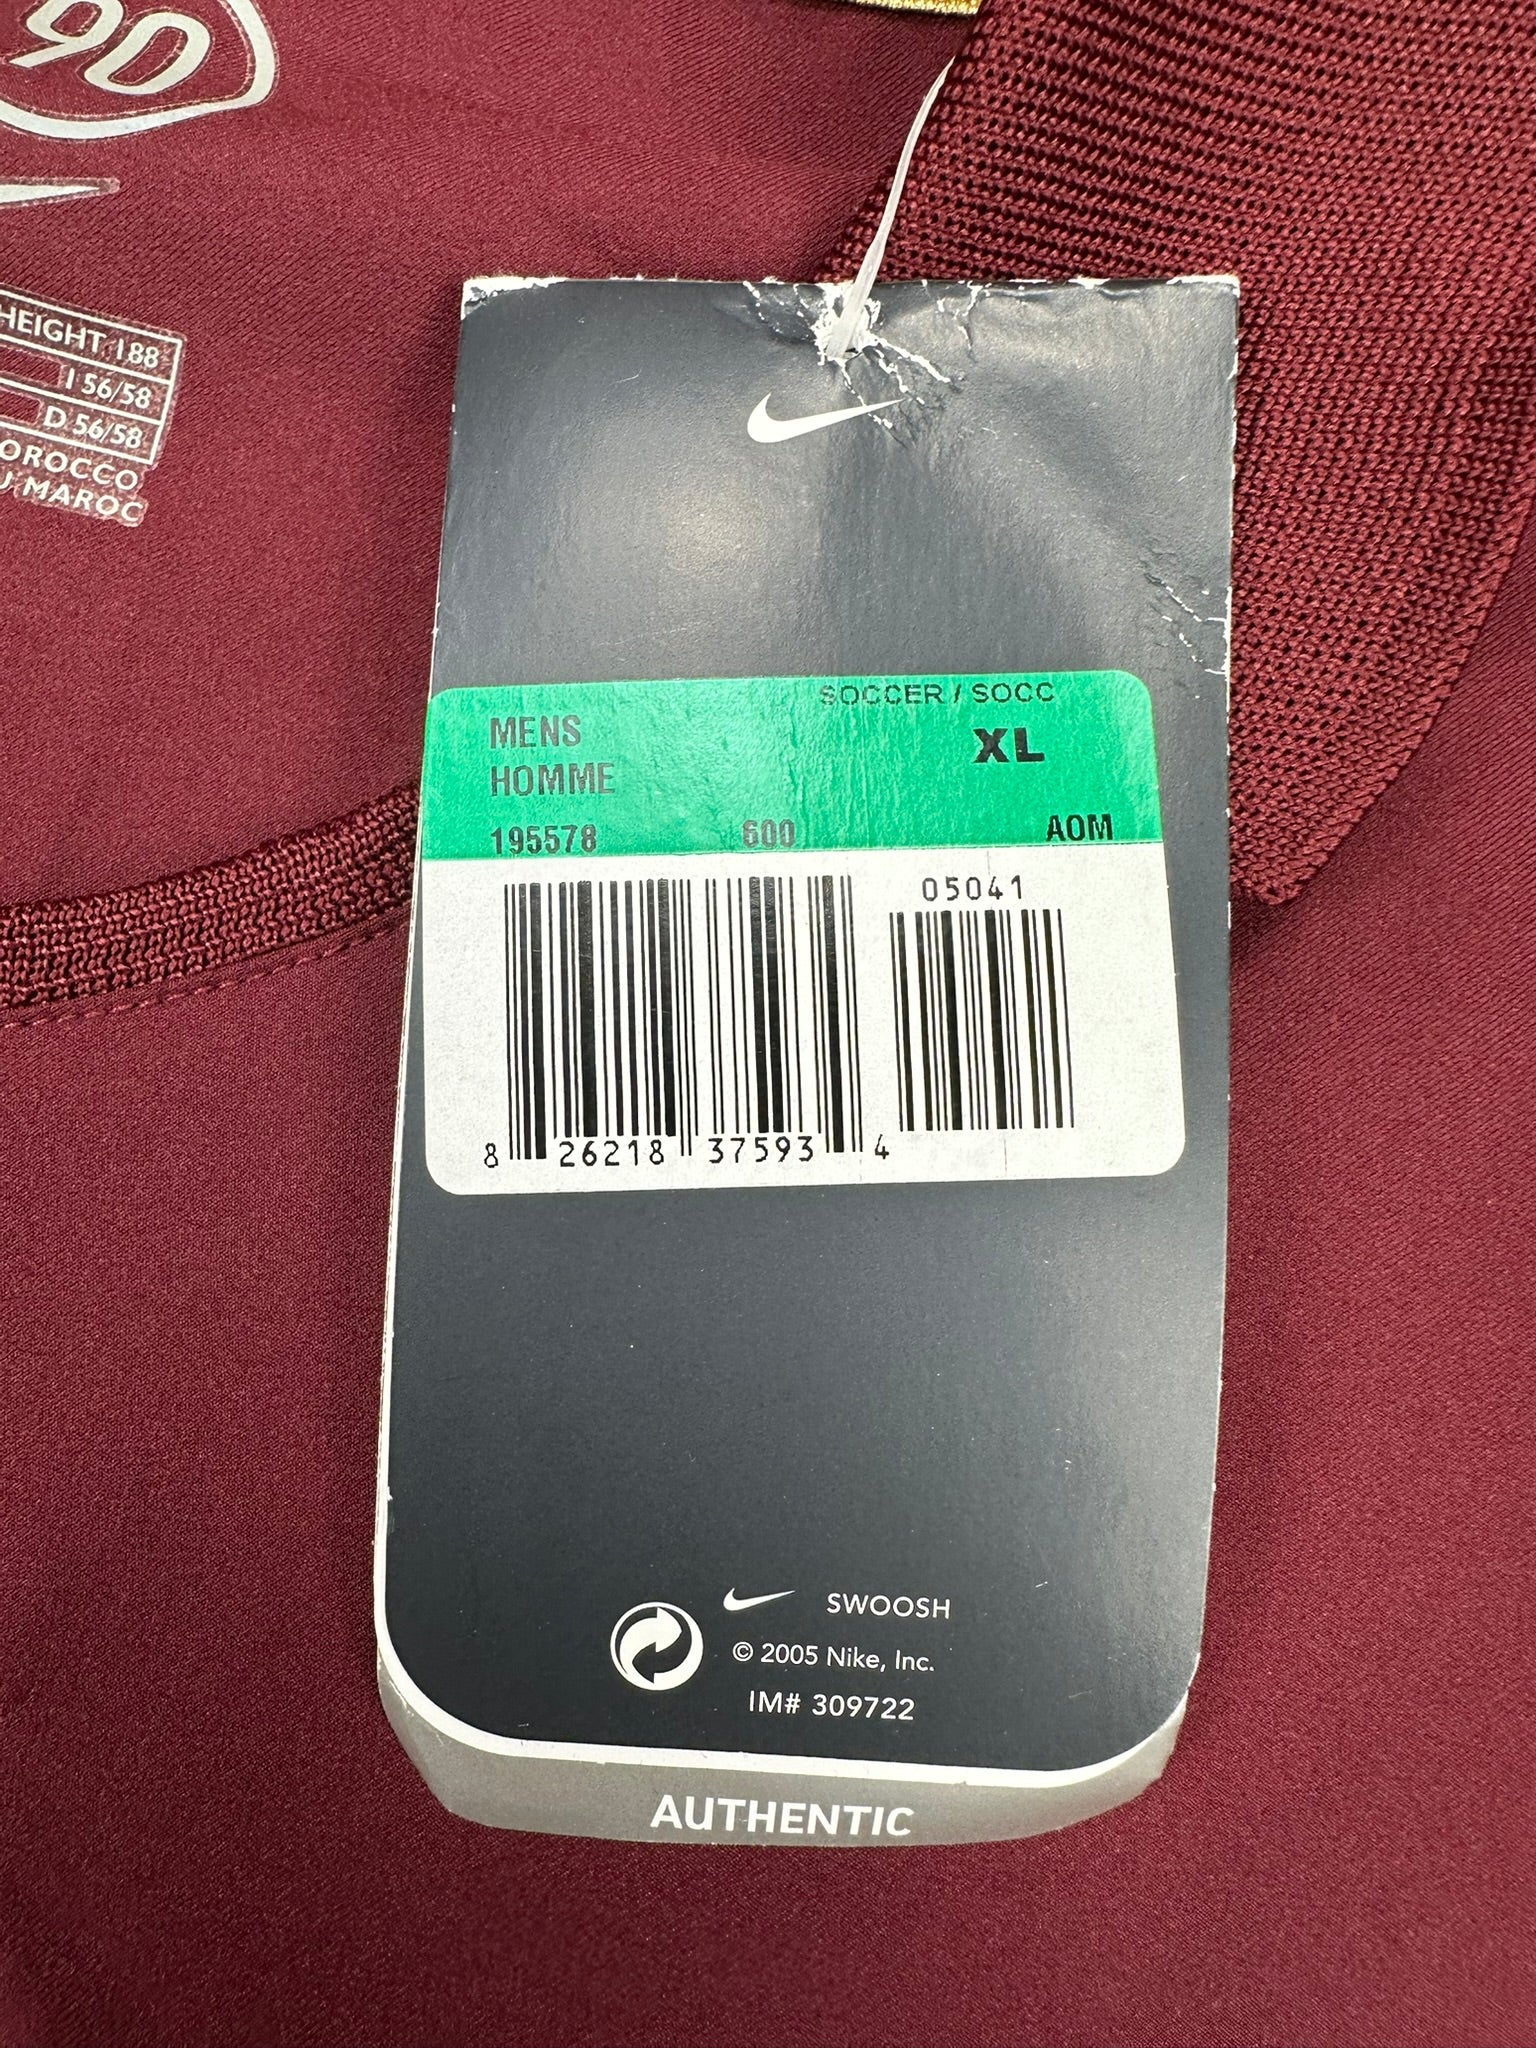 90
HEIGHT 188
I 56/58
D 56/58
OROCCO
U MAROC
SOCCER / SOCC
MENS
XL
HOMME
195578 600 AOM
05041
8 26218 37593 4
SWOOSH
© 2005 Nike, Inc.
IM# 309722
AUTHENTIC